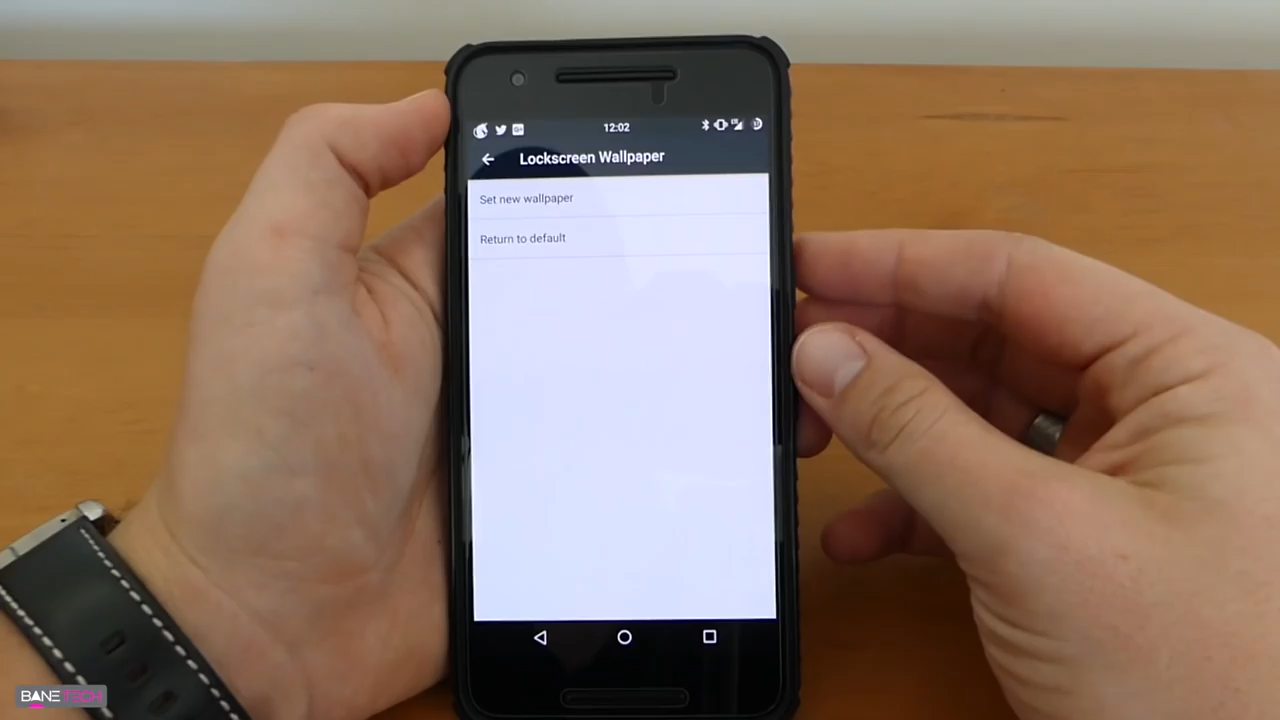 12:02
Lockscreen Wallpaper
Set new wallpaper
Return to default
BANE TECH